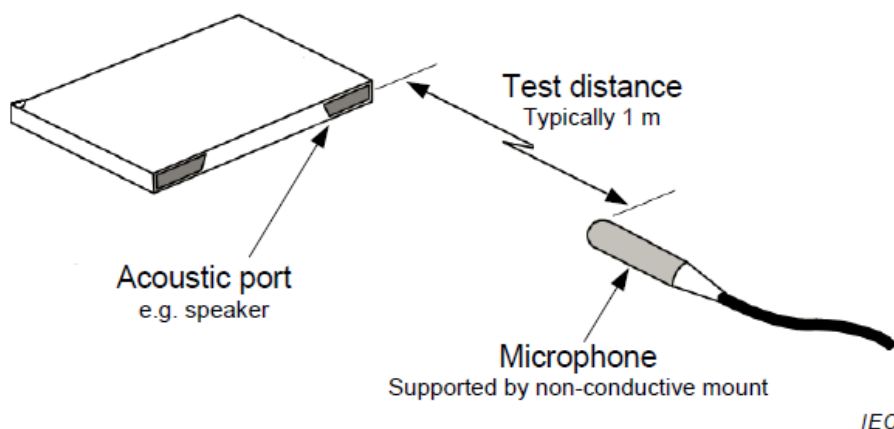 Test distance
Typically 1 m
Acoustic port
e.g. speaker
Microphone
Supported by non-conductive mount
IEC